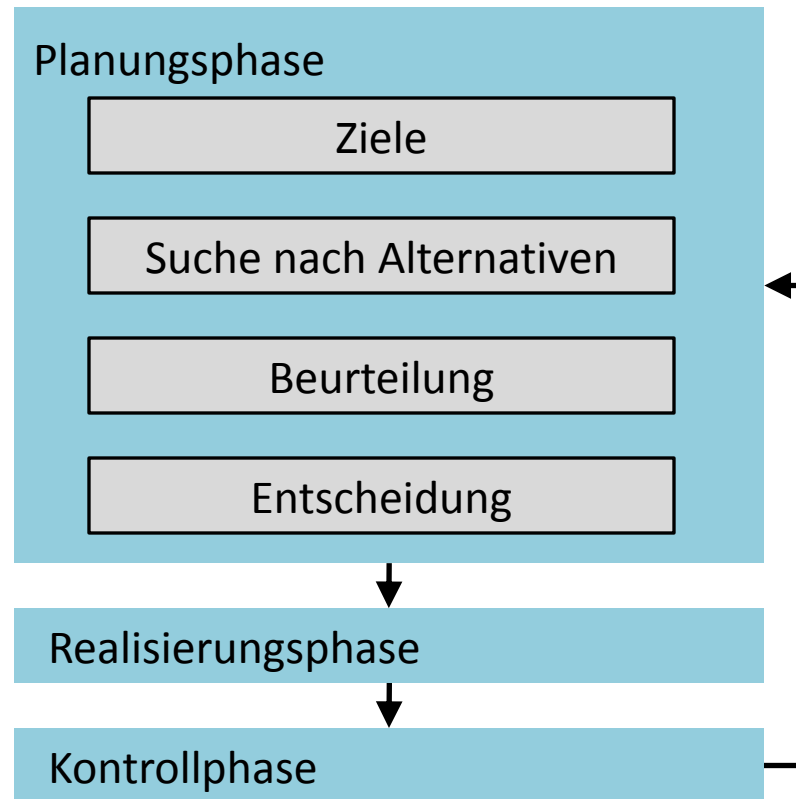 Planungsphase
Ziele
Suche nach Alternativen
Beurteilung
Entscheidung
Realisierungsphase
Kontrollphase